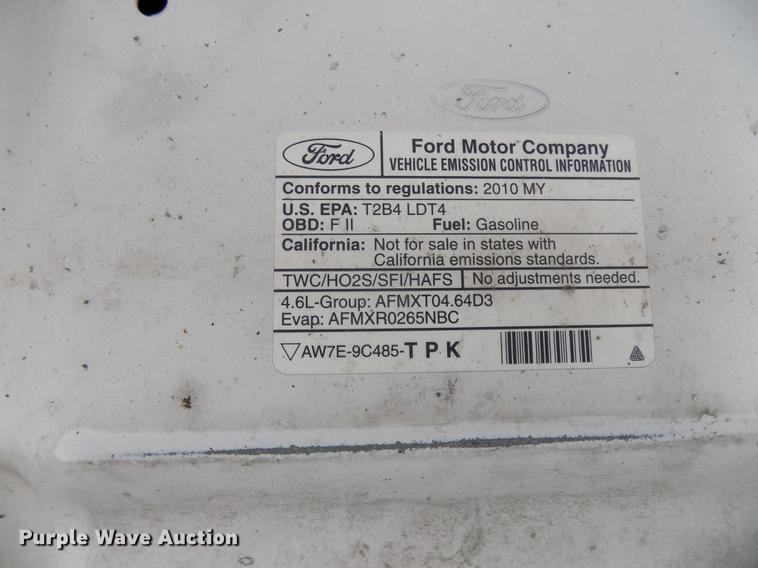 Ford
Ford
Ford Motor Company
VEHICLE EMISSION CONTROL INFORMATION
Conforms to regulations: 2010 MY
U.S. EPA: T2B4 LDT4
OBD: F II Fuel: Gasoline
California: Not for sale in states with
California emissions standards.
TWC/HO2S/SFI/HAFS No adjustments needed.
4.6L-Group: AFMXT04.64D3
Evap: AFMXR0265NBC
AW7E-9C485-T P K
Purple Wave Auction